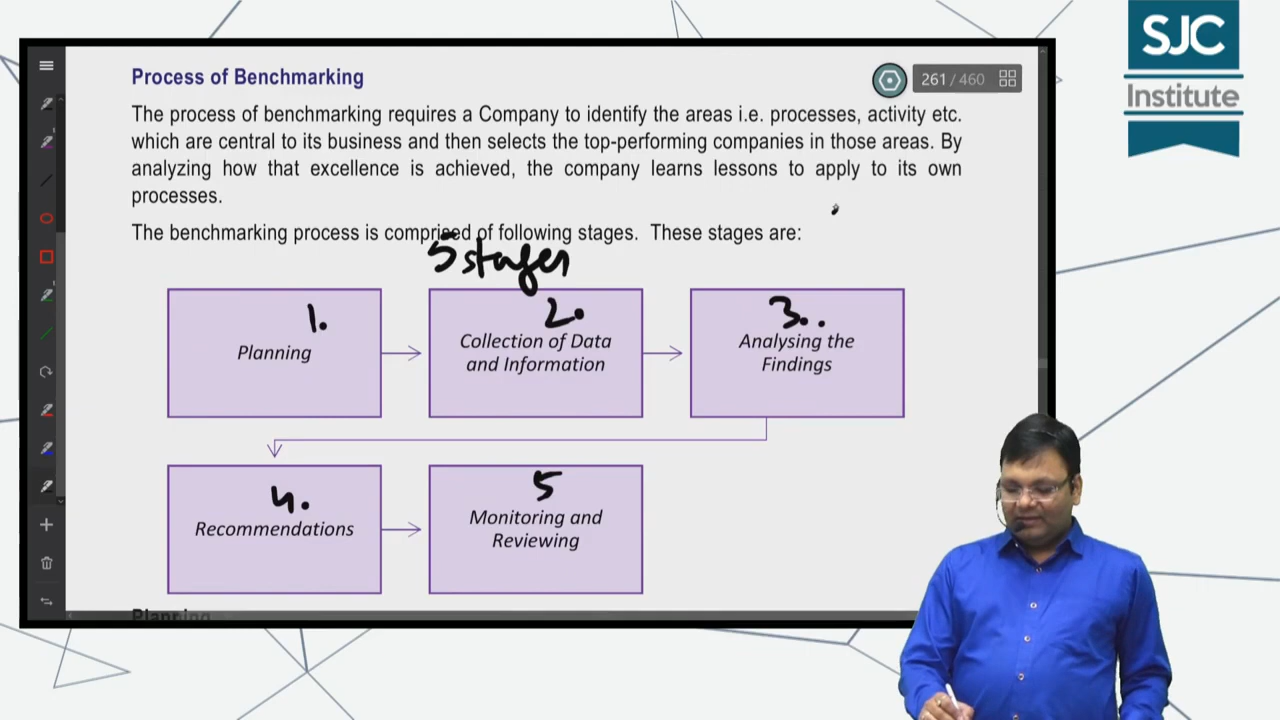 SJC
Institute
261 / 460
Process of Benchmarking
The process of benchmarking requires a Company to identify the areas i.e. processes, activity etc.
which are central to its business and then selects the top-performing companies in those areas. By
analyzing how that excellence is achieved, the company learns lessons to apply to its own
processes.
The benchmarking process is comprised of following stages. These stages are:
5 stages
1.
Planning
2.
Collection of Data
and Information
3..
Analysing the
Findings
4.
Recommendations
5
Monitoring and
Reviewing
Planning